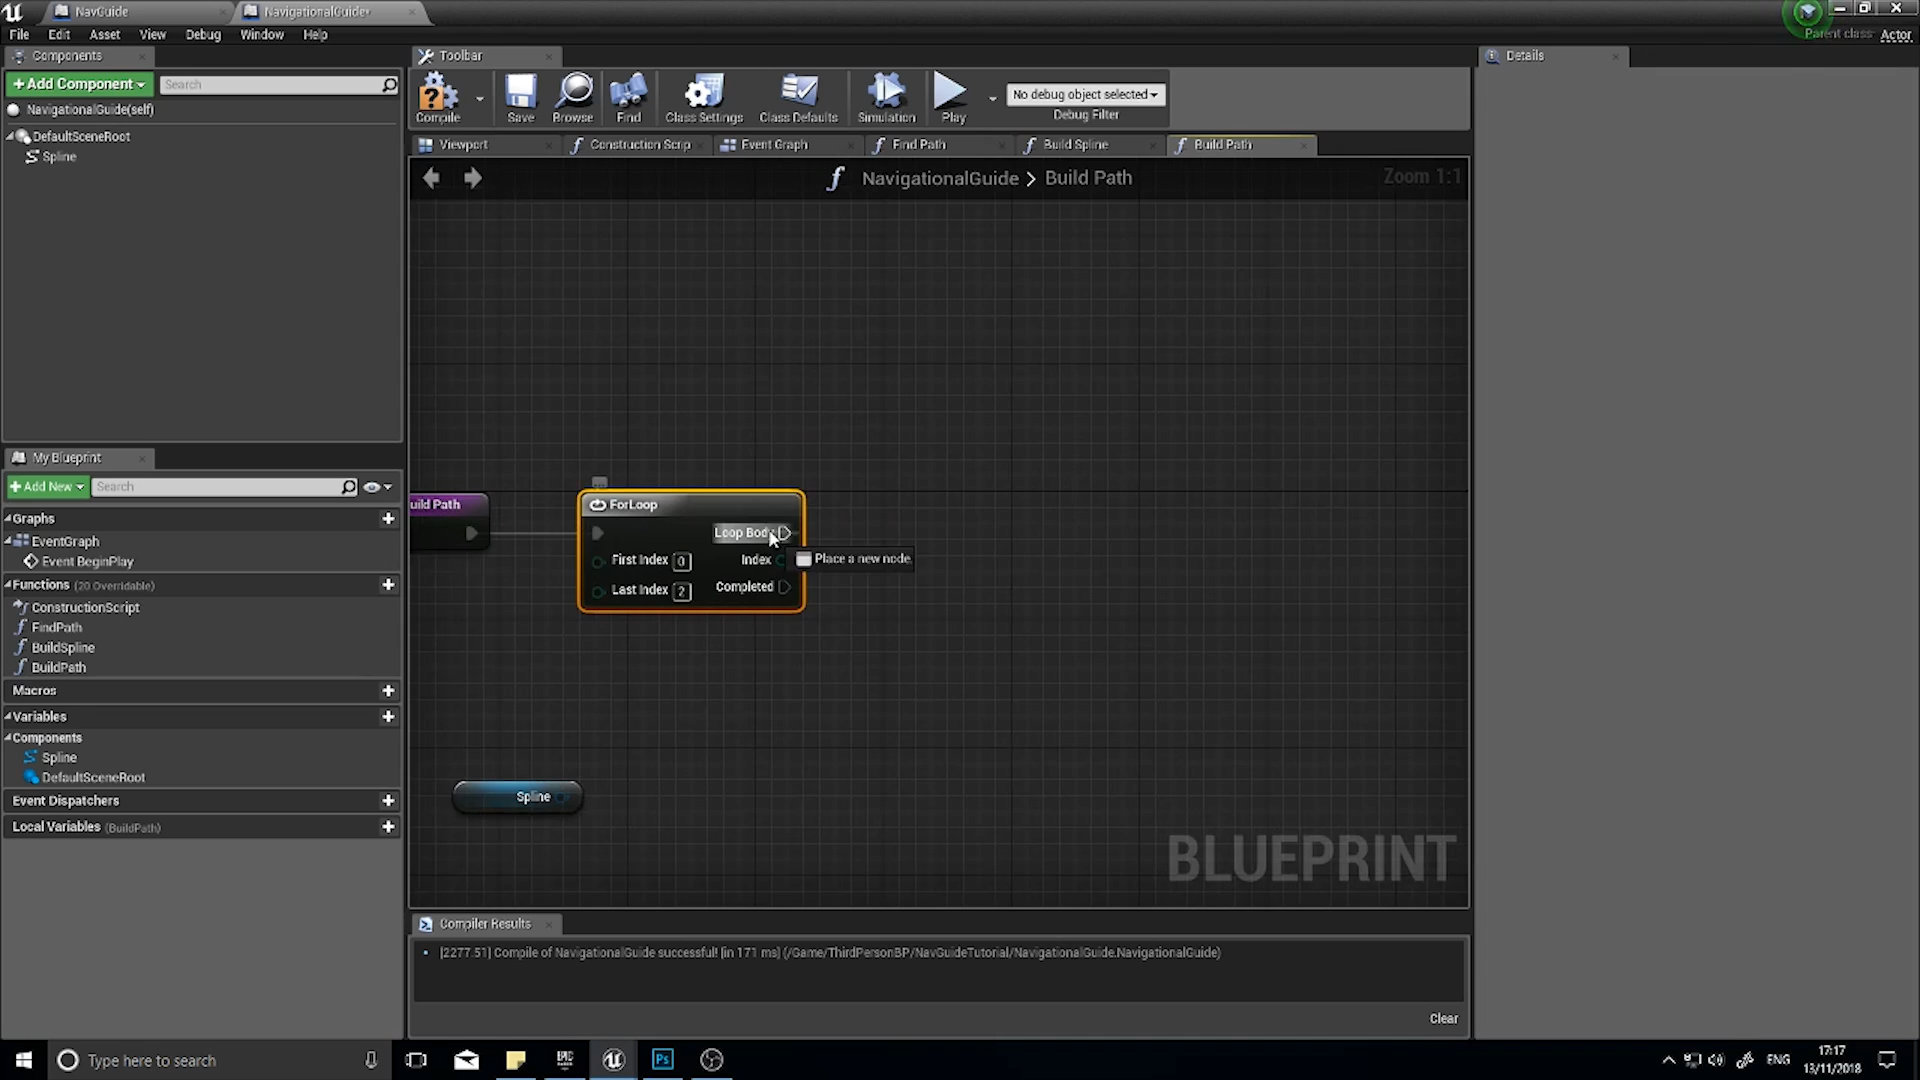 NavGuide
NavigationalGuide*
File Edit Asset View Debug Window Help
Parent class: Actor
Components
+Add Component
Search
NavigationalGuide(self)
DefaultSceneRoot
Spline
Toolbar
Compile
Save
Browse
Find
Class Settings
Class Defaults
Simulation
Play
No debug object selected
Debug Filter
Details
Viewport
Construction Scrip
Event Graph
Find Path
Build Spline
Build Path
NavigationalGuide > Build Path
Zoom 1:1
My Blueprint
+Add New
Search
Graphs
EventGraph
Event BeginPlay
Functions (20 Overridable)
ConstructionScript
FindPath
BuildSpline
BuildPath
Macros
Variables
Components
Spline
DefaultSceneRoot
Event Dispatchers
Local Variables (BuildPath)
uild Path
ForLoop
Loop Body
First Index 0
Index
Last Index 2
Completed
Place a new node.
Spline
BLUEPRINT
Compiler Results
[2277.51] Compile of NavigationalGuide successful! [in 171 ms] (/Game/ThirdPersonBP/NavGuideTutorial/NavigationalGuide.NavigationalGuide)
Clear
Type here to search
EPIC
Ps
ENG
17:17
13/11/2018